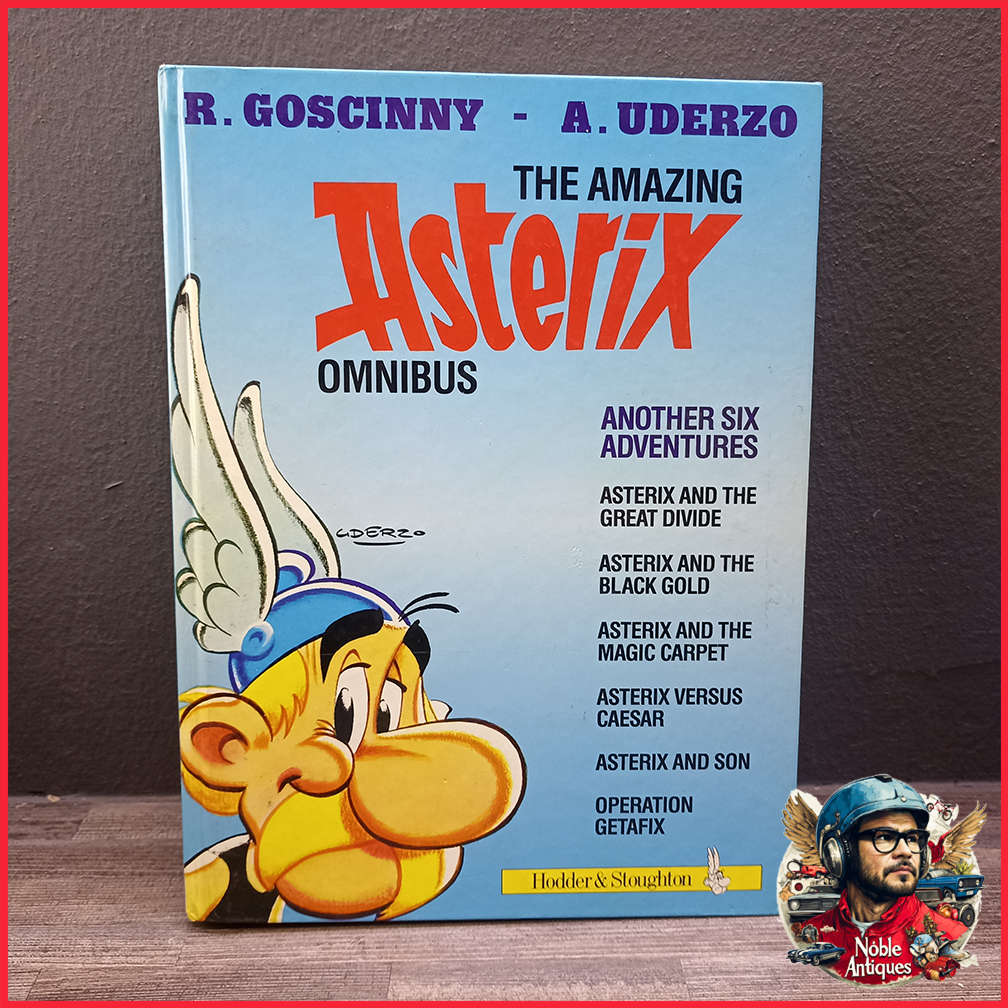 R. GOSCINNY - A. UDERZO
THE AMAZING
Asterix
OMNIBUS
ANOTHER SIX
ADVENTURES
ASTERIX AND THE
GREAT DIVIDE
ASTERIX AND THE
BLACK GOLD
ASTERIX AND THE
MAGIC CARPET
ASTERIX VERSUS
CAESAR
ASTERIX AND SON
OPERATION
GETAFIX
UDERZO
Hodder & Stoughton
Noble
Antiques